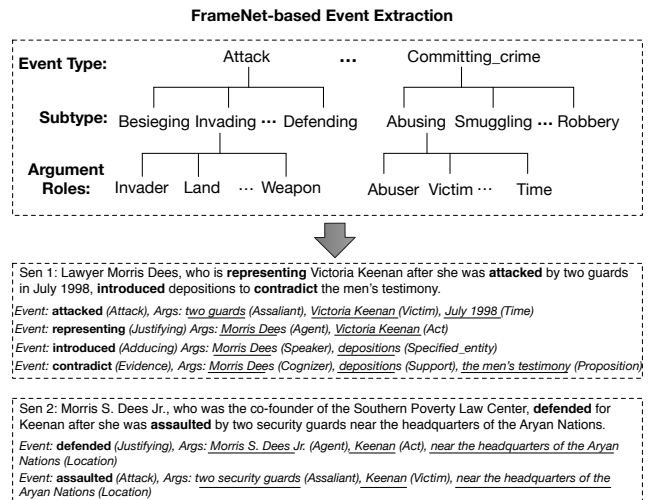 FrameNet-based Event Extraction
Event Type: Attack ... Committing_crime
Subtype: Besieging Invading ... Defending Abusing Smuggling ... Robbery
Argument
Roles: Invader Land ... Weapon Abuser Victim ... Time
Sen 1: Lawyer Morris Dees, who is representing Victoria Keenan after she was attacked by two guards
in July 1998, introduced depositions to contradict the men's testimony.
Event: attacked (Attack), Args: two guards (Assaliant), Victoria Keenan (Victim), July 1998 (Time)
Event: representing (Justifying) Args: Morris Dees (Agent), Victoria Keenan (Act)
Event: introduced (Adducing) Args: Morris Dees (Speaker), depositions (Specified_entity)
Event: contradict (Evidence), Args: Morris Dees (Cognizer), depositions (Support), the men's testimony (Proposition)
Sen 2: Morris S. Dees Jr., who was the co-founder of the Southern Poverty Law Center, defended for
Keenan after she was assaulted by two security guards near the headquarters of the Aryan Nations.
Event: defended (Justifying), Args: Morris S. Dees Jr. (Agent), Keenan (Act), near the headquarters of the Aryan
Nations (Location)
Event: assaulted (Attack), Args: two security guards (Assaliant), Keenan (Victim), near the headquarters of the
Aryan Nations (Location)